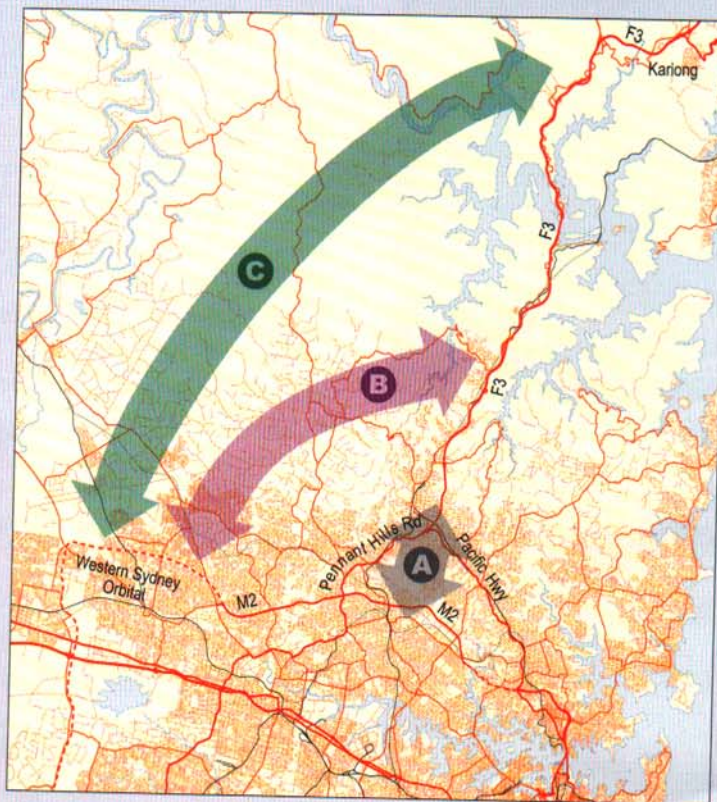 F3
Kariong
C
F3
B
F3
Pennant Hills Rd
Pacific Hwy
A
Western Sydney
Orbital
M2
M2